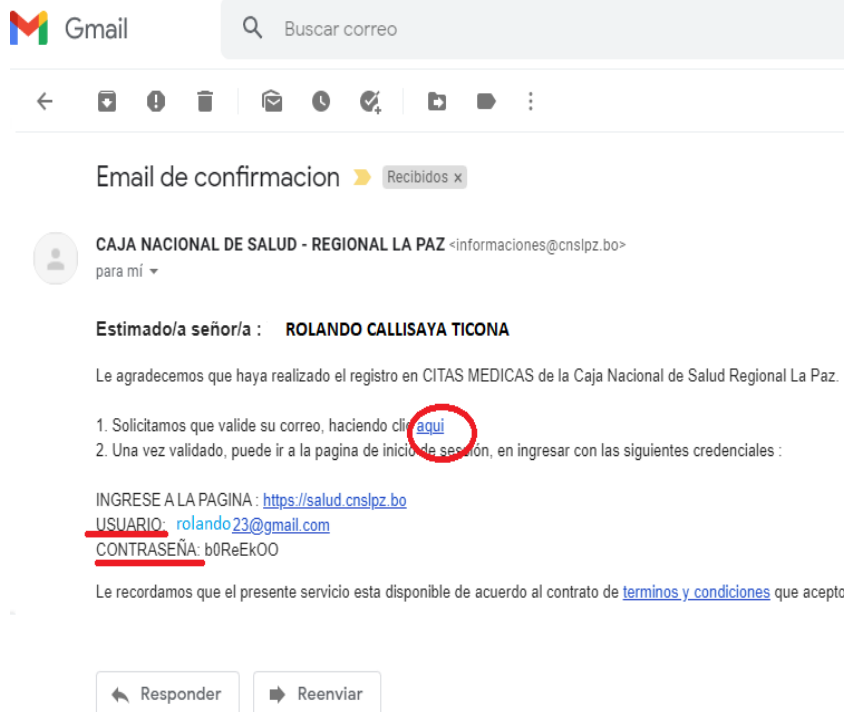 Gmail
Buscar correo
Email de confirmacion Recibidos x
CAJA NACIONAL DE SALUD - REGIONAL LA PAZ <informaciones@cnslpz.bo>
para mí
Estimado/a señor/a : ROLANDO CALLISAYA TICONA
Le agradecemos que haya realizado el registro en CITAS MEDICAS de la Caja Nacional de Salud Regional La Paz.
1. Solicitamos que valide su correo, haciendo clic aqui
2. Una vez validado, puede ir a la pagina de inicio de sesión, en ingresar con las siguientes credenciales :
INGRESE A LA PAGINA : https://salud.cnslpz.bo
USUARIO: rolando23@gmail.com
CONTRASEÑA: b0ReEkOO
Le recordamos que el presente servicio esta disponible de acuerdo al contrato de terminos y condiciones que acepto
Responder
Reenviar